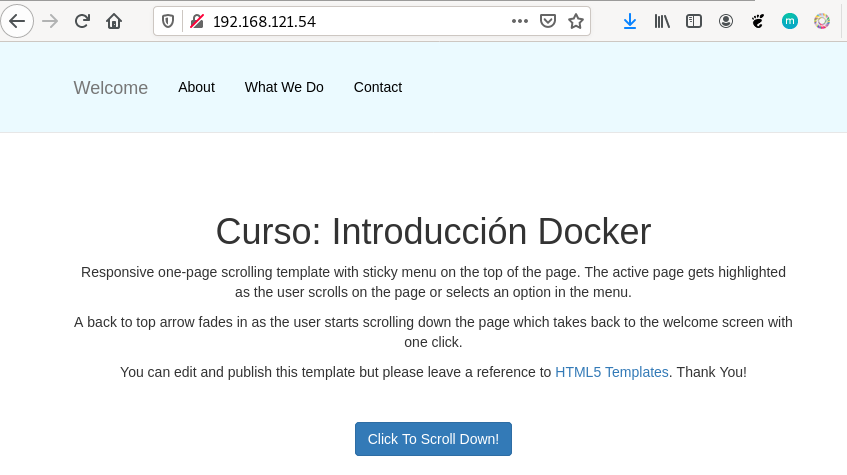 192.168.121.54
m
Welcome About What We Do Contact
Curso: Introducción Docker
Responsive one-page scrolling template with sticky menu on the top of the page. The active page gets highlighted
as the user scrolls on the page or selects an option in the menu.
A back to top arrow fades in as the user starts scrolling down the page which takes back to the welcome screen with
one click.
You can edit and publish this template but please leave a reference to HTML5 Templates. Thank You!
Click To Scroll Down!